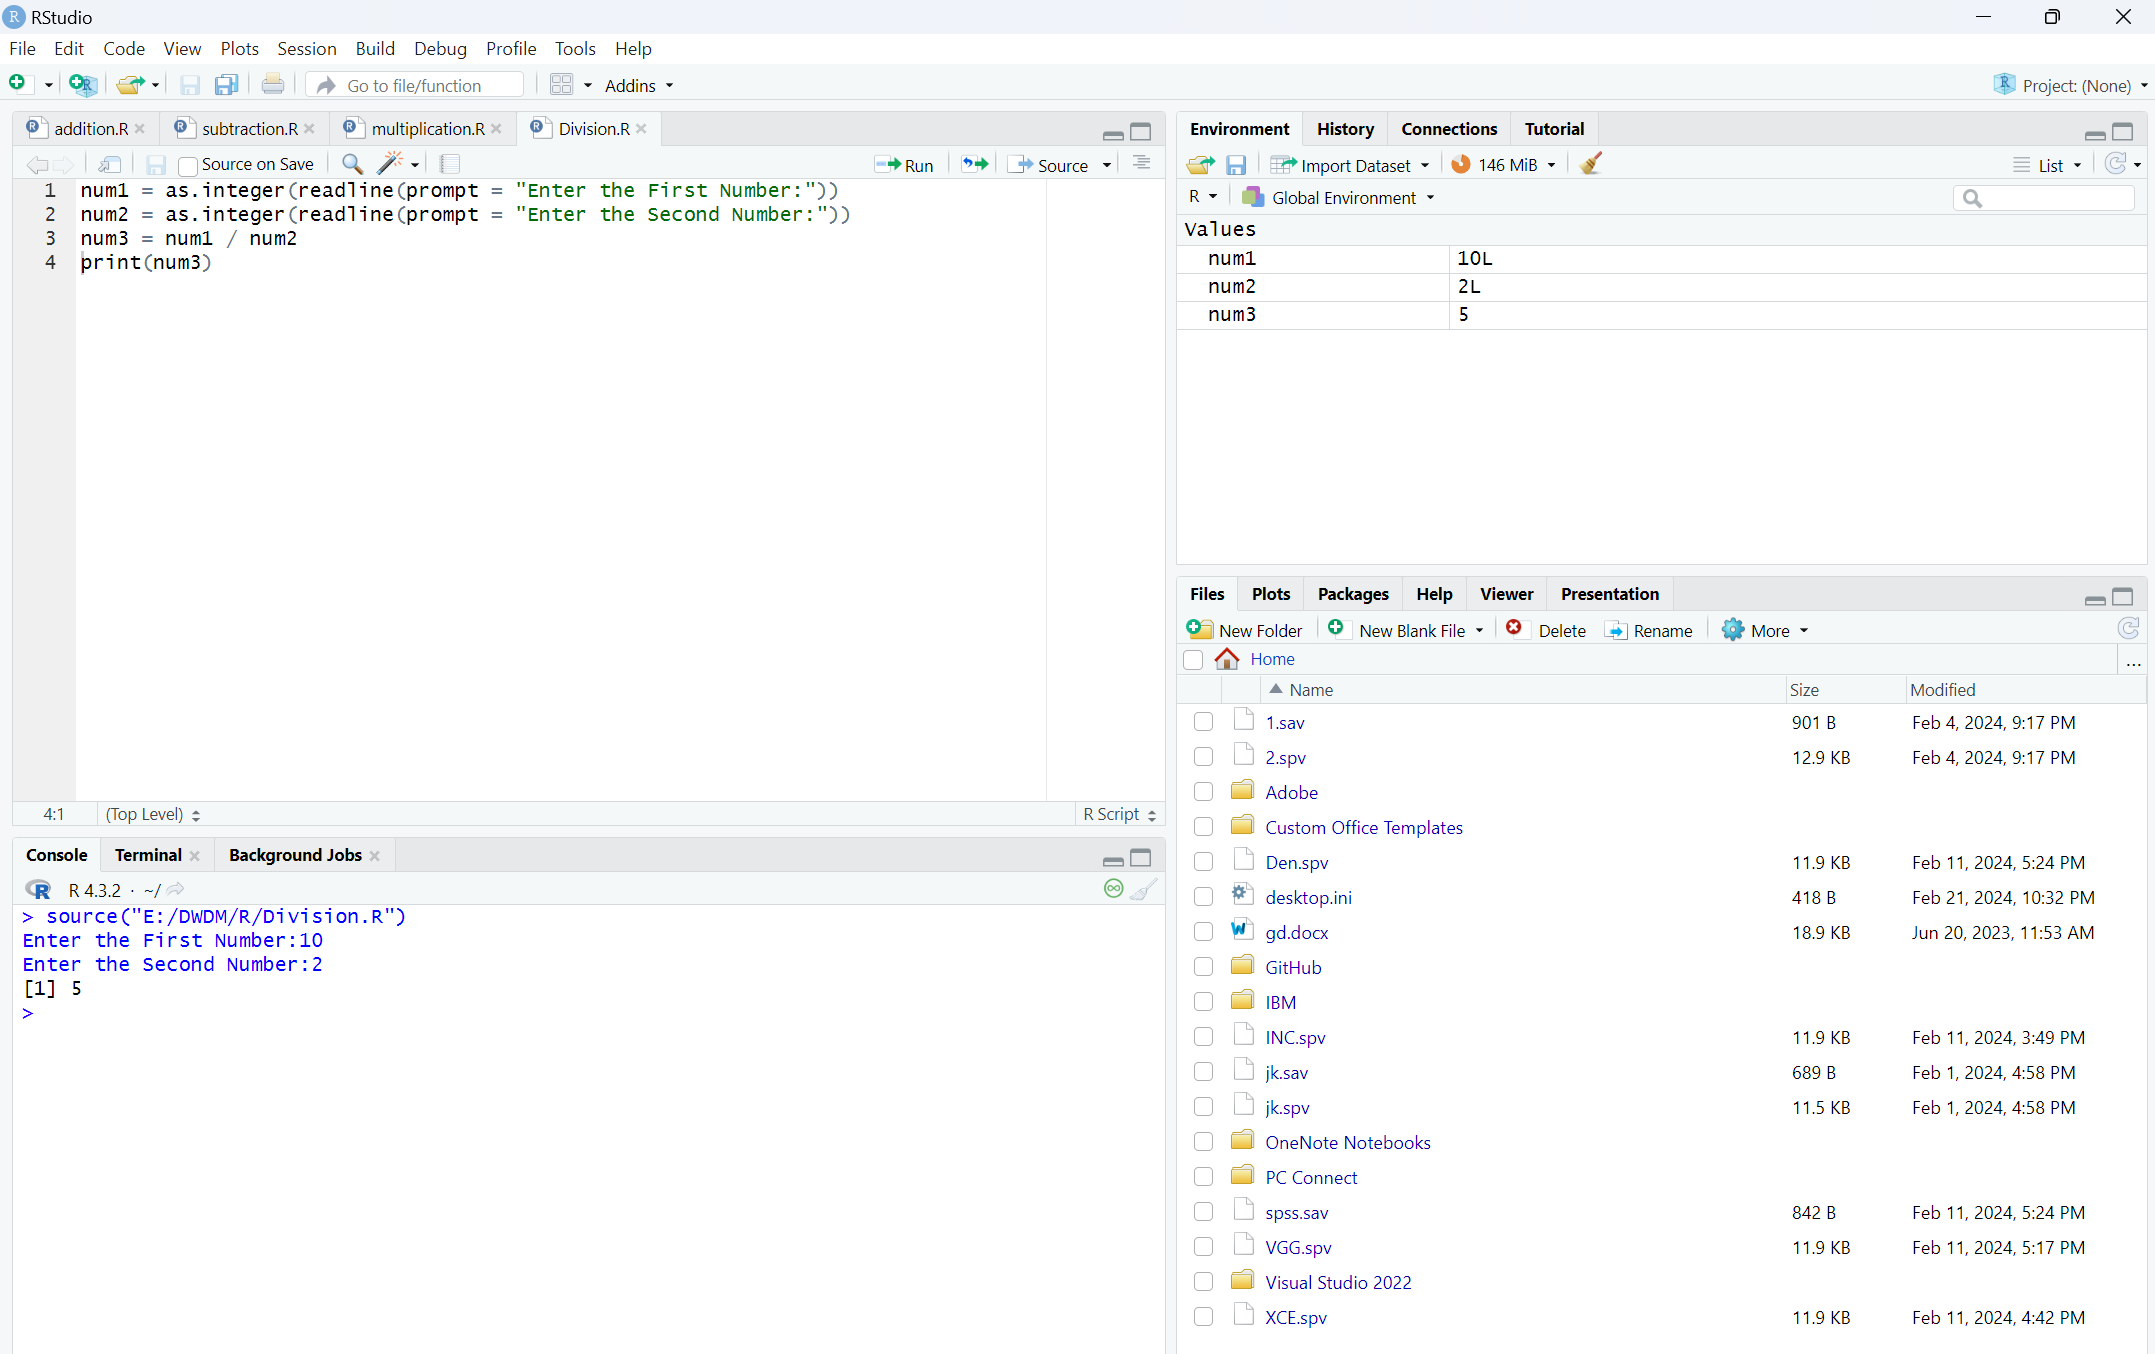 RStudio
File Edit Code View Plots Session Build Debug Profile Tools Help
Go to file/function Addins Project: (None)
addition.R subtraction.R multiplication.R Division.R
Source on Save Run Source
1 num1 = as.integer(readline(prompt = "Enter the First Number:"))
2 num2 = as.integer(readline(prompt = "Enter the Second Number:"))
3 num3 = num1 / num2
4 print(num3)
4:1 (Top Level) R Script
Console Terminal Background Jobs
R 4.3.2 · ~/
> source("E:/DWDM/R/Division.R")
Enter the First Number:10
Enter the Second Number:2
[1] 5
>
Environment History Connections Tutorial
Import Dataset 146 MiB List
R Global Environment
Values
num1 10L
num2 2L
num3 5
Files Plots Packages Help Viewer Presentation
New Folder New Blank File Delete Rename More
Home ...
Name Size Modified
1.sav 901 B Feb 4, 2024, 9:17 PM
2.spv 12.9 KB Feb 4, 2024, 9:17 PM
Adobe
Custom Office Templates
Den.spv 11.9 KB Feb 11, 2024, 5:24 PM
desktop.ini 418 B Feb 21, 2024, 10:32 PM
gd.docx 18.9 KB Jun 20, 2023, 11:53 AM
GitHub
IBM
INC.spv 11.9 KB Feb 11, 2024, 3:49 PM
jk.sav 689 B Feb 1, 2024, 4:58 PM
jk.spv 11.5 KB Feb 1, 2024, 4:58 PM
OneNote Notebooks
PC Connect
spss.sav 842 B Feb 11, 2024, 5:24 PM
VGG.spv 11.9 KB Feb 11, 2024, 5:17 PM
Visual Studio 2022
XCE.spv 11.9 KB Feb 11, 2024, 4:42 PM